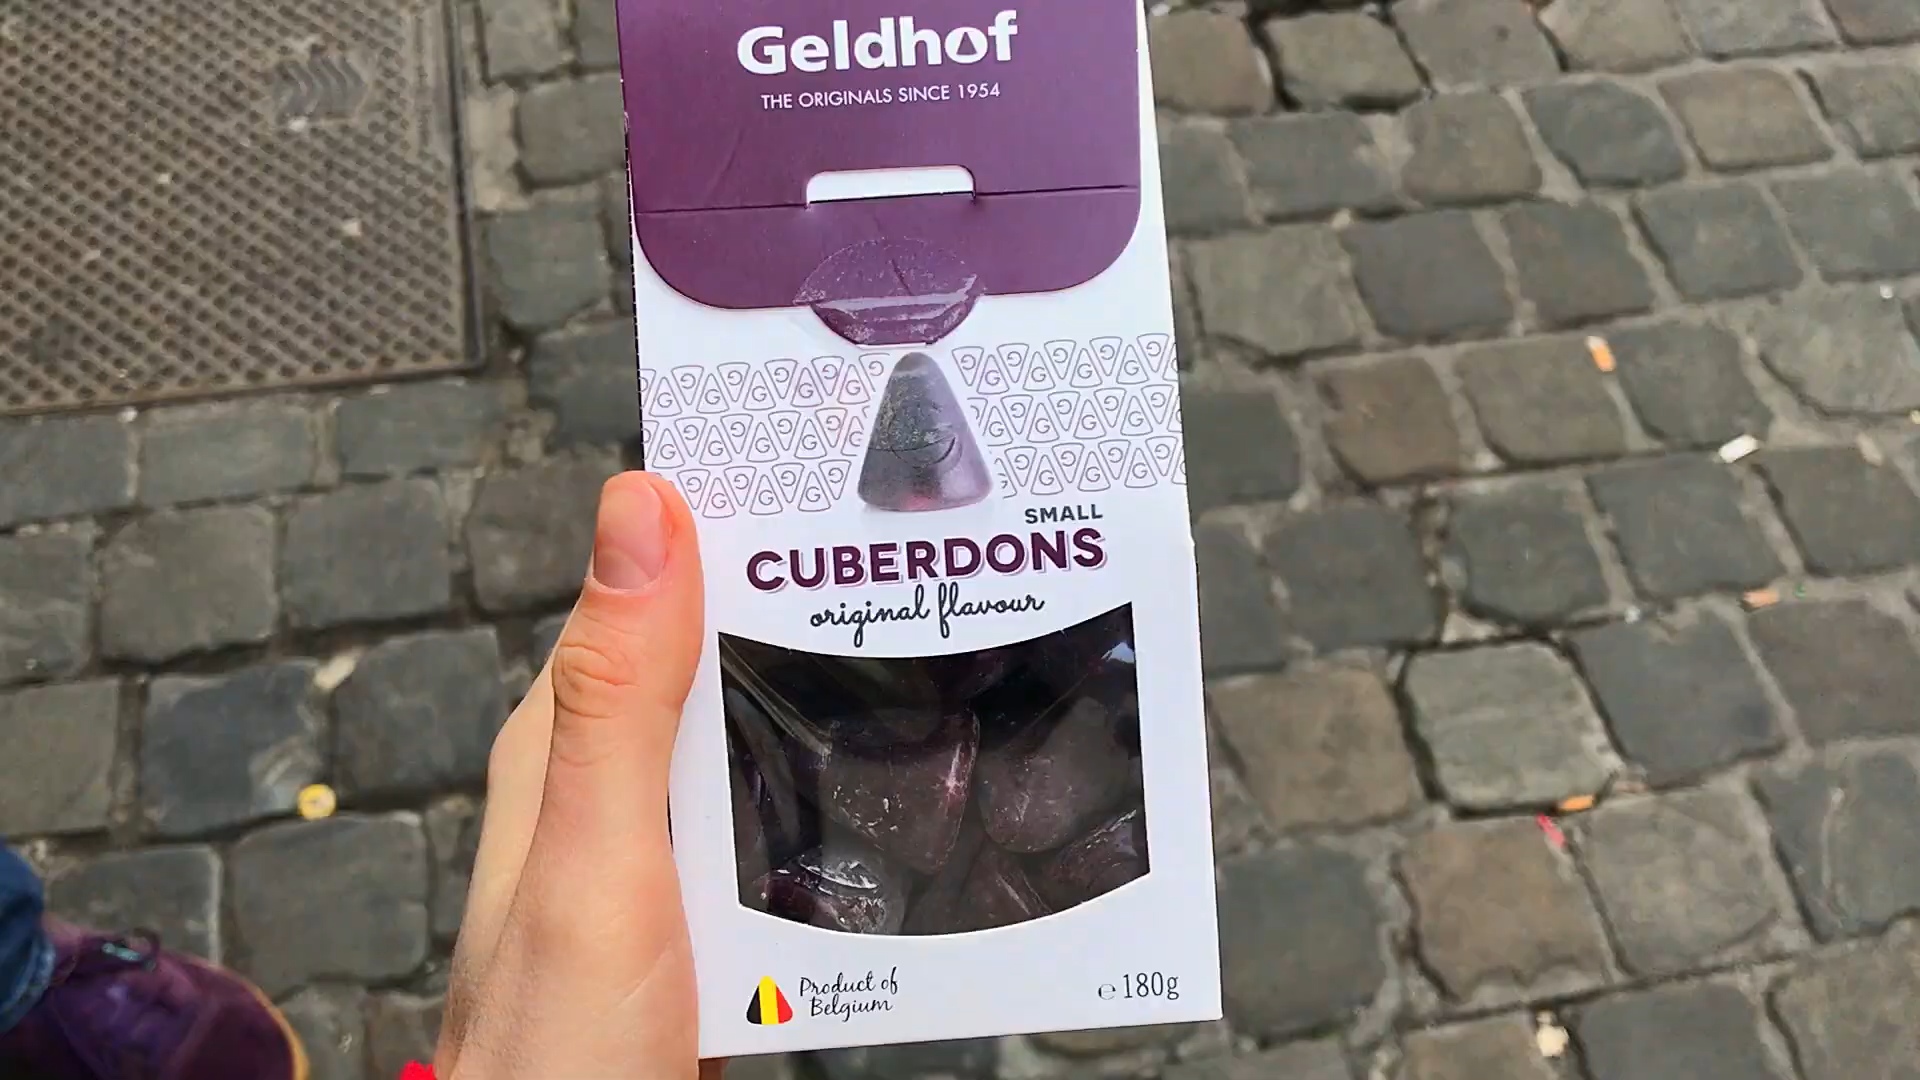 Geldhof
THE ORIGINALS SINCE 1954
SMALL
CUBERDONS
original flavour
Product of
Belgium
℮ 180g